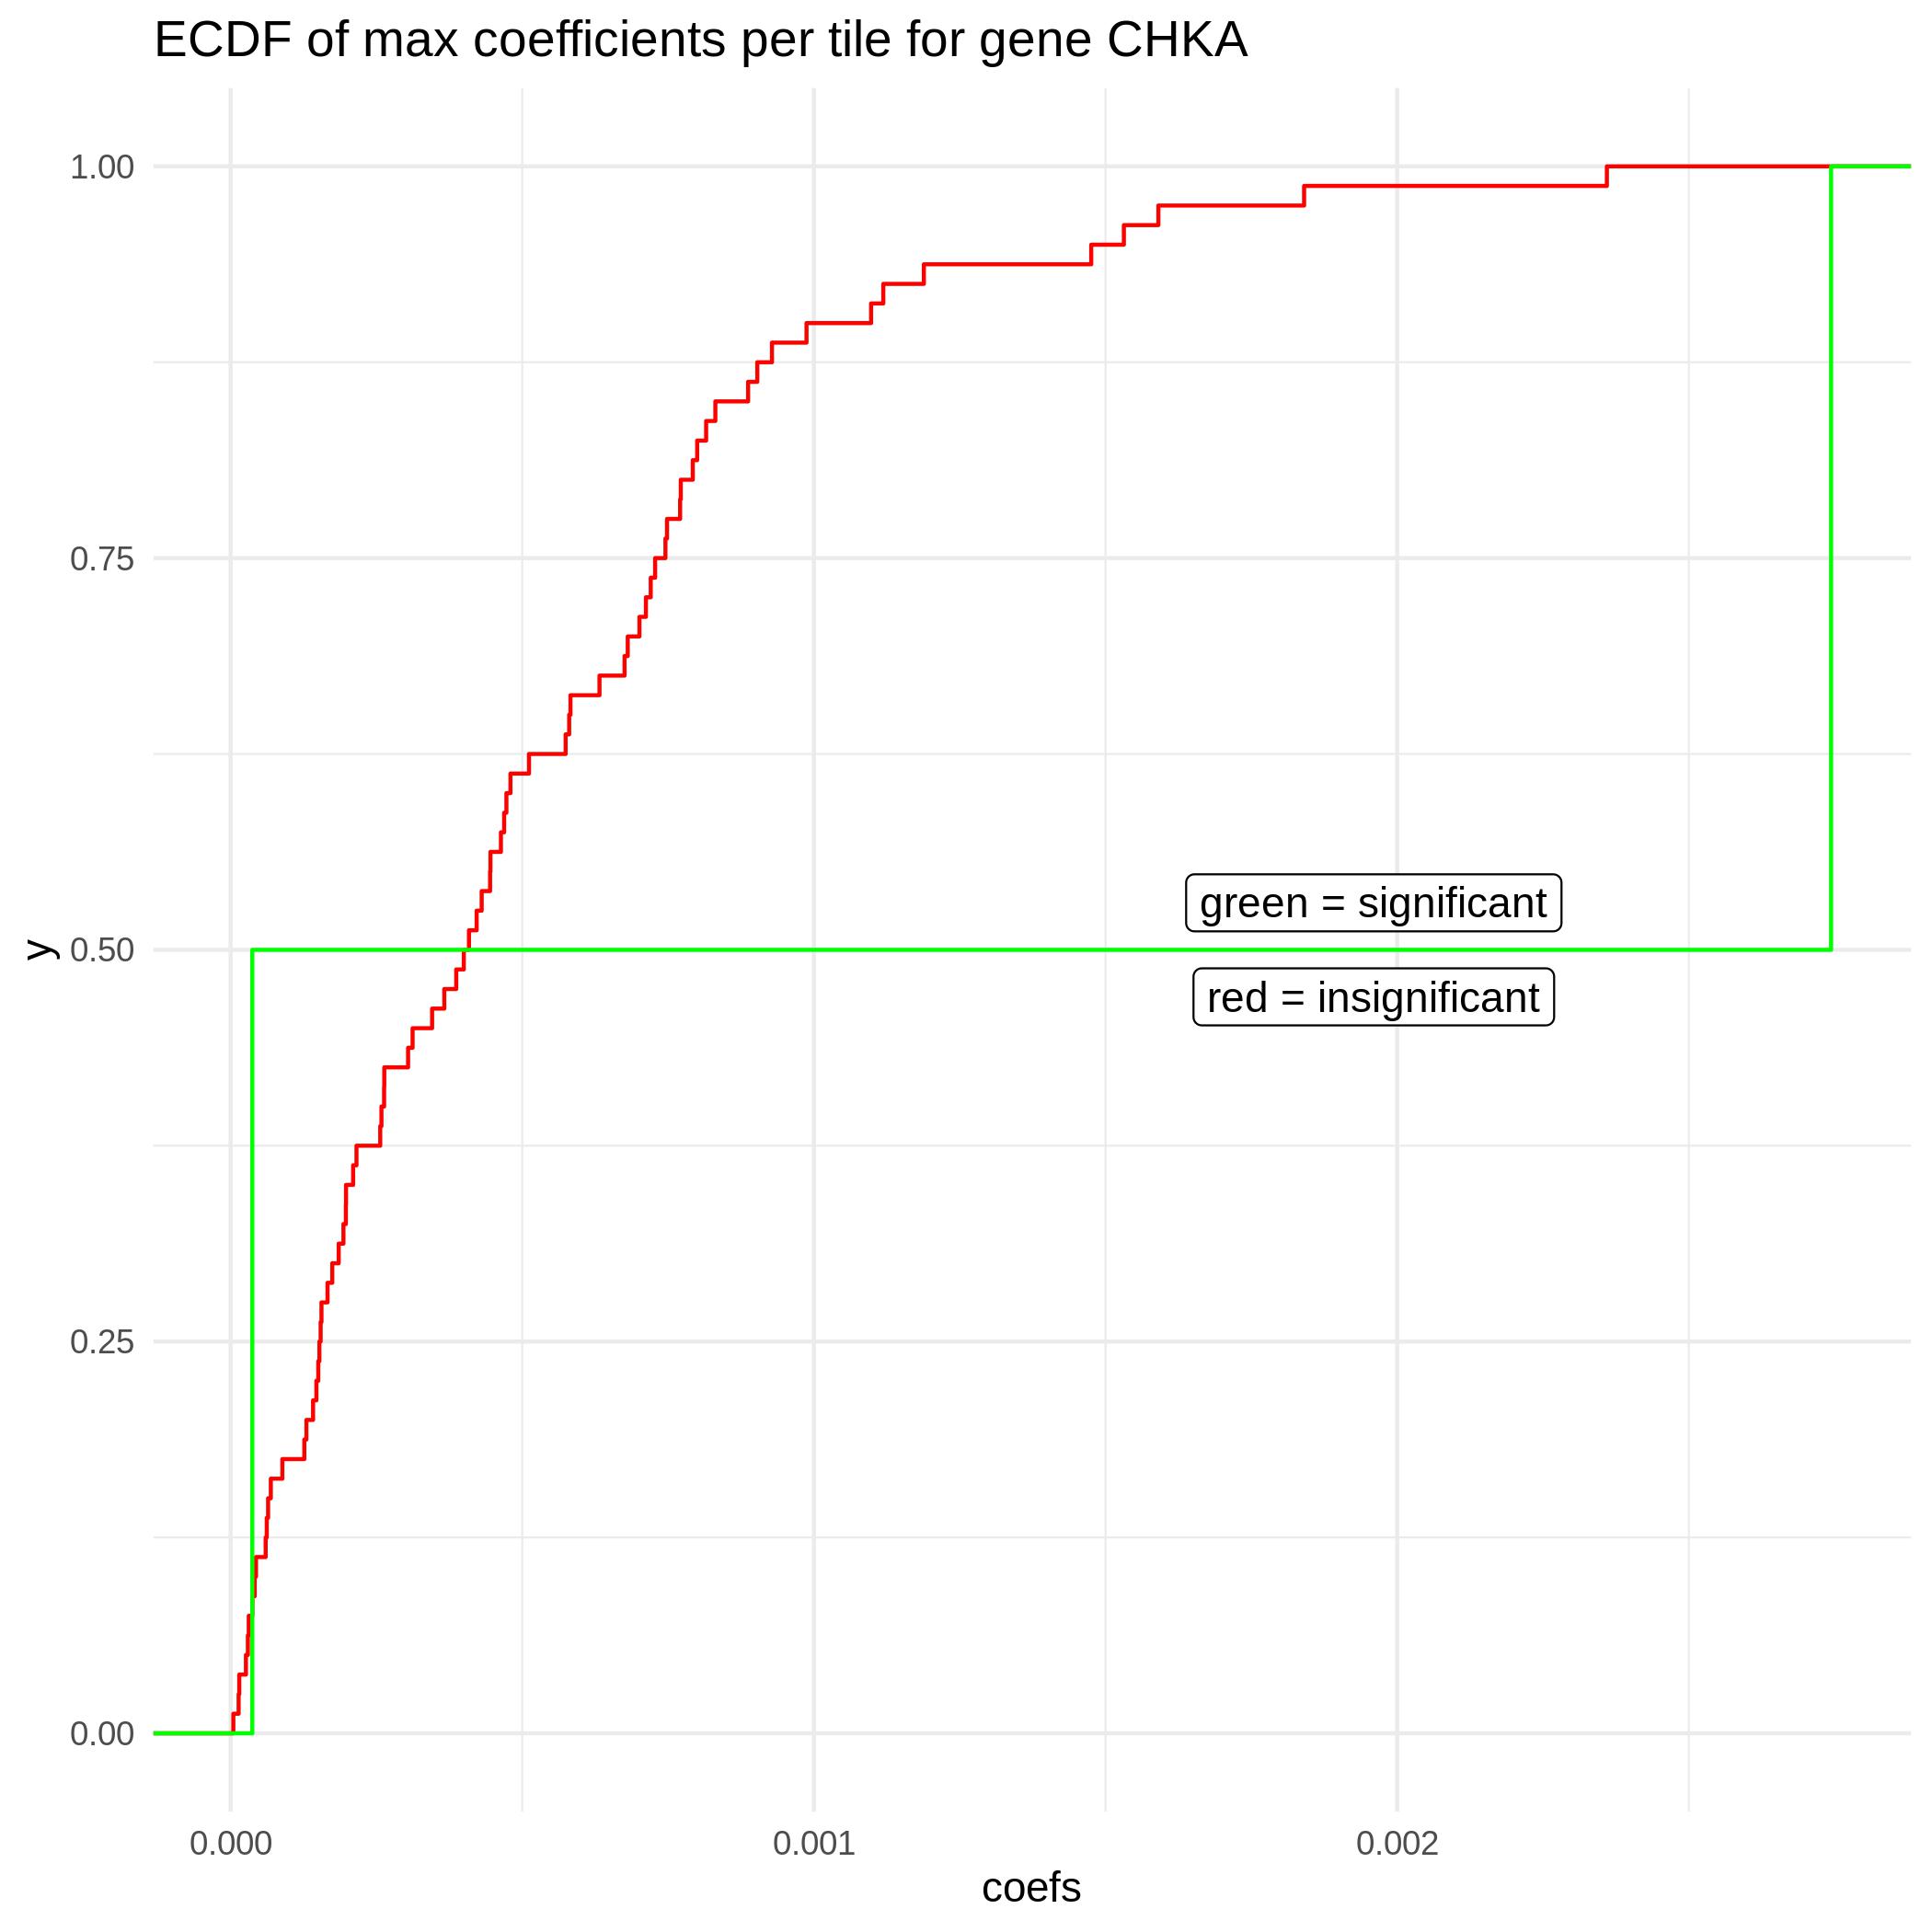 ECDF of max coefficients per tile for gene CHKA
1.00
0.75
green = significant
y
0.50
red = insignificant
0.25
0.00
0.000
0.001
0.002
coefs